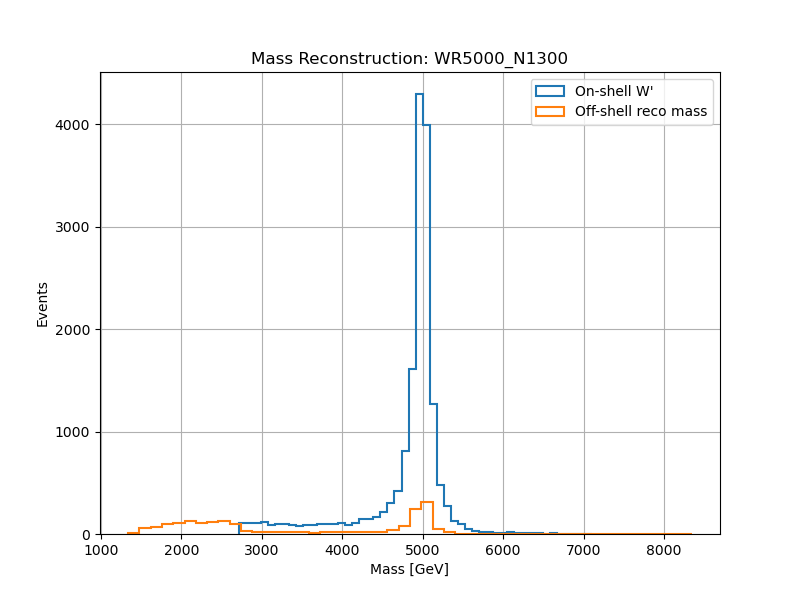 Mass Reconstruction: WR5000_N1300
On-shell W'
Off-shell reco mass
4000
3000
2000
1000
0
Events
1000 2000 3000 4000 5000 6000 7000 8000
Mass [GeV]